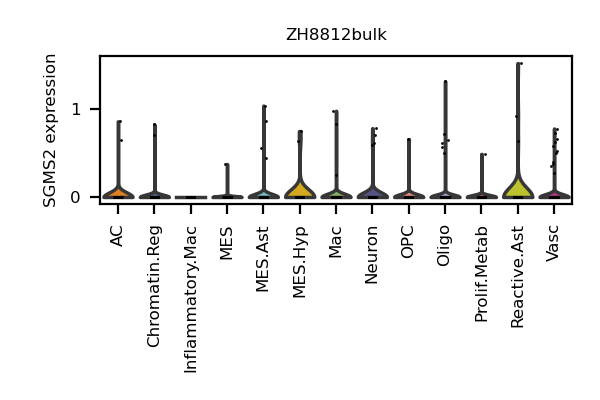 ZH8812bulk
SGMS2 expression
1
0
AC
Chromatin.Reg
Inflammatory.Mac
MES
MES.Ast
MES.Hyp
Mac
Neuron
OPC
Oligo
Prolif.Metab
Reactive.Ast
Vasc